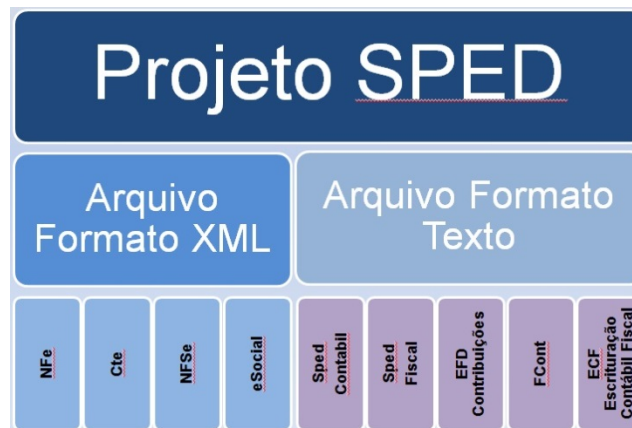 Projeto SPED
Arquivo
Formato XML
Arquivo Formato
Texto
NFe
Cte
NFSe
eSocial
Sped
Contabil
Sped
Fiscal
EFD
Contribuições
FCont
ECF
Escrituração
Contábil Fiscal